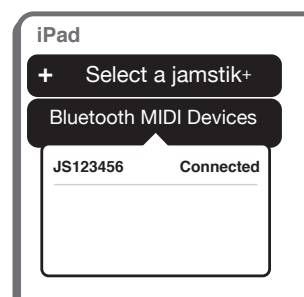 iPad
+ Select a jamstik+
Bluetooth MIDI Devices
JS123456 Connected